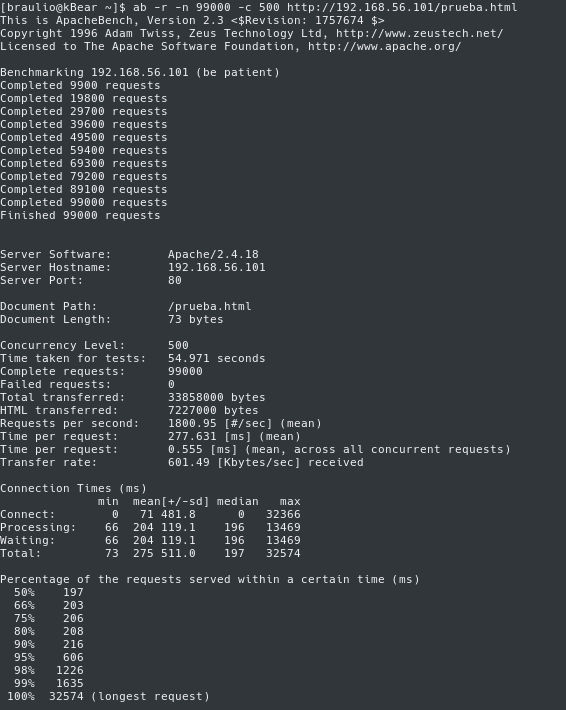 [braulio@kBear ~]$ ab -r -n 99000 -c 500 http://192.168.56.101/prueba.html
This is ApacheBench, Version 2.3 <$Revision: 1757674 $>
Copyright 1996 Adam Twiss, Zeus Technology Ltd, http://www.zeustech.net/
Licensed to The Apache Software Foundation, http://www.apache.org/

Benchmarking 192.168.56.101 (be patient)
Completed 9900 requests
Completed 19800 requests
Completed 29700 requests
Completed 39600 requests
Completed 49500 requests
Completed 59400 requests
Completed 69300 requests
Completed 79200 requests
Completed 89100 requests
Completed 99000 requests
Finished 99000 requests


Server Software:        Apache/2.4.18
Server Hostname:        192.168.56.101
Server Port:            80

Document Path:          /prueba.html
Document Length:        73 bytes

Concurrency Level:      500
Time taken for tests:   54.971 seconds
Complete requests:      99000
Failed requests:        0
Total transferred:      33858000 bytes
HTML transferred:       7227000 bytes
Requests per second:    1800.95 [#/sec] (mean)
Time per request:       277.631 [ms] (mean)
Time per request:       0.555 [ms] (mean, across all concurrent requests)
Transfer rate:          601.49 [Kbytes/sec] received

Connection Times (ms)
              min  mean[+/-sd] median   max
Connect:        0   71 481.8      0   32366
Processing:    66  204 119.1    196   13469
Waiting:       66  204 119.1    196   13469
Total:         73  275 511.0    197   32574

Percentage of the requests served within a certain time (ms)
  50%    197
  66%    203
  75%    206
  80%    208
  90%    216
  95%    606
  98%   1226
  99%   1635
 100%  32574 (longest request)